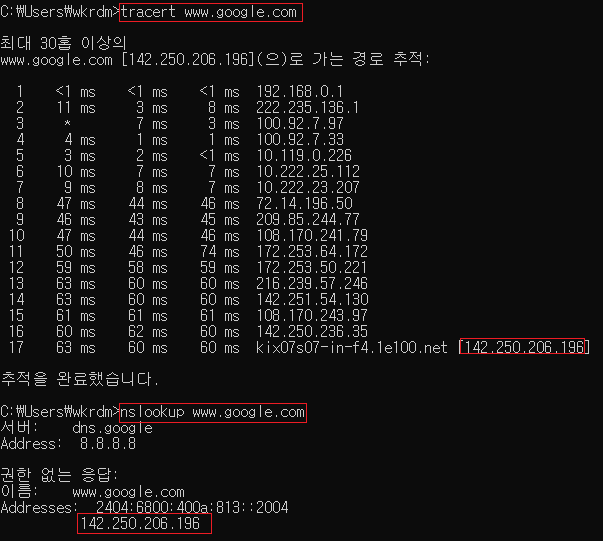 C:\Users\wkrdm>tracert www.google.com
최대 30홉 이상의
www.google.com [142.250.206.196](으)로 가는 경로 추적:
1 <1 ms <1 ms <1 ms 192.168.0.1
2 11 ms 3 ms 8 ms 222.235.136.1
3 * 7 ms 3 ms 100.92.7.97
4 4 ms 1 ms 1 ms 100.92.7.33
5 3 ms 2 ms <1 ms 10.119.0.226
6 10 ms 7 ms 7 ms 10.222.25.112
7 9 ms 8 ms 7 ms 10.222.23.207
8 47 ms 44 ms 46 ms 72.14.196.50
9 46 ms 43 ms 45 ms 209.85.244.77
10 47 ms 44 ms 46 ms 108.170.241.79
11 50 ms 46 ms 74 ms 172.253.64.172
12 59 ms 58 ms 59 ms 172.253.50.221
13 63 ms 60 ms 60 ms 216.239.57.246
14 63 ms 60 ms 60 ms 142.251.54.130
15 61 ms 61 ms 61 ms 108.170.243.97
16 60 ms 62 ms 60 ms 142.250.236.35
17 63 ms 60 ms 60 ms kix07s07-in-f4.1e100.net [142.250.206.196]
추적을 완료했습니다.
C:\Users\wkrdm>nslookup www.google.com
서버: dns.google
Address: 8.8.8.8
권한 없는 응답:
이름: www.google.com
Addresses: 2404:6800:400a:813::2004
142.250.206.196